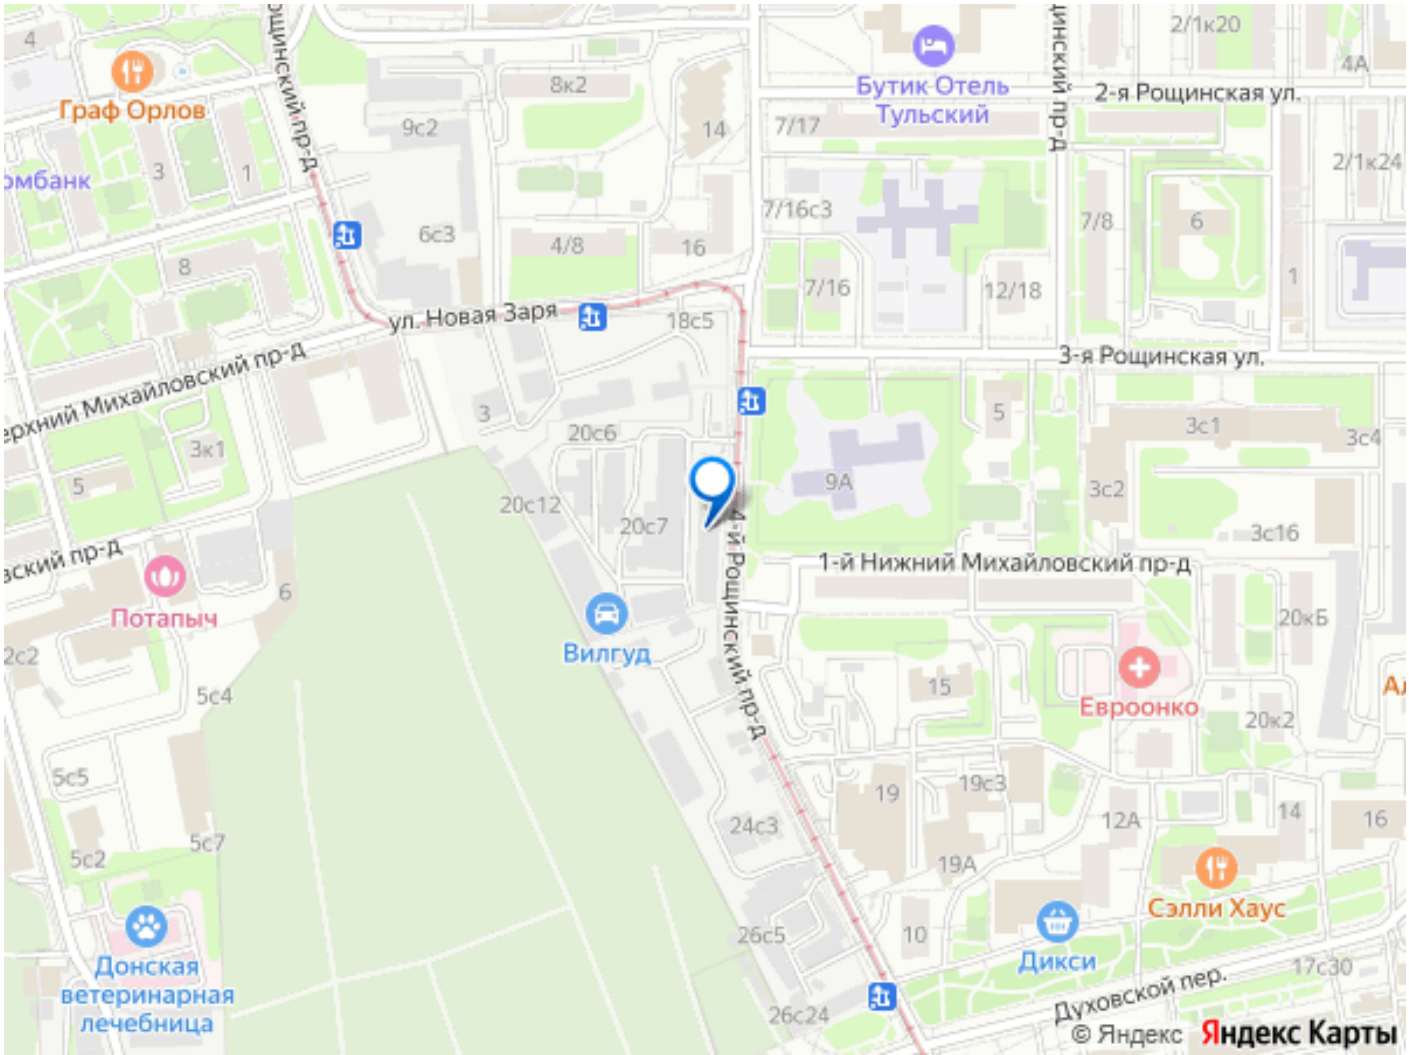 4
Граф Орлов
ощинский пр-д
8к2
9с2
14
Бутик Отель
Тульский
2/1к20
4А
2-я Рощинская ул.
щинский пр-д
7/17
2/1к24
омбанк
3
1
6с3
4/8
16
7/16с3
7/8
6
8
7/16
12/18
1
ул. Новая Заря
18с5
3-я Рощинская ул.
ерхний Михайловский пр-д
3
20с6
5
3с1
3с4
3к1
5
20с12
20с7
9А
3с2
3с16
4-й Рощинский пр-д
1-й Нижний Михайловский пр-д
вский пр-д
Потапыч
6
Вилгуд
20кБ
2с2
5с4
15
Евроонко
20к2
Ал
5с5
19
19с3
12А
14
16
5с2
5с7
24с3
19А
Сэлли Хаус
26с5
10
Дикси
Донская
ветеринарная
лечебница
26с24
Духовской пер.
17с30
© Яндекс Яндекс Карты